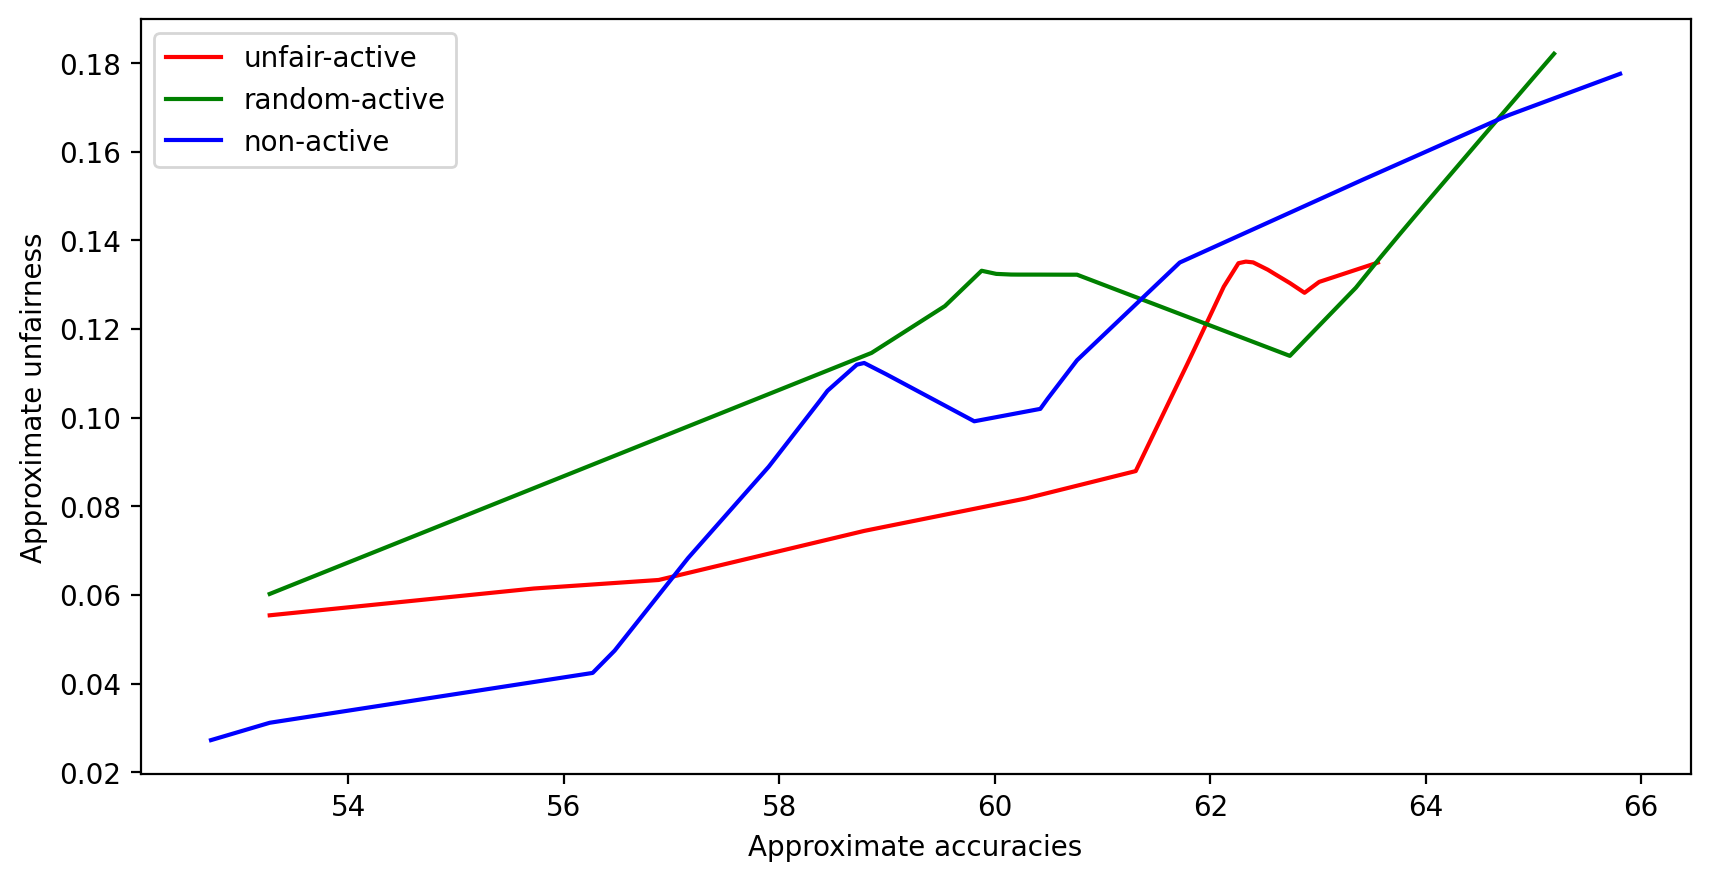 unfair-active
random-active
non-active
0.18
0.16
0.14
0.12
0.10
0.08
0.06
0.04
0.02
Approximate unfairness
54 56 58 60 62 64 66
Approximate accuracies